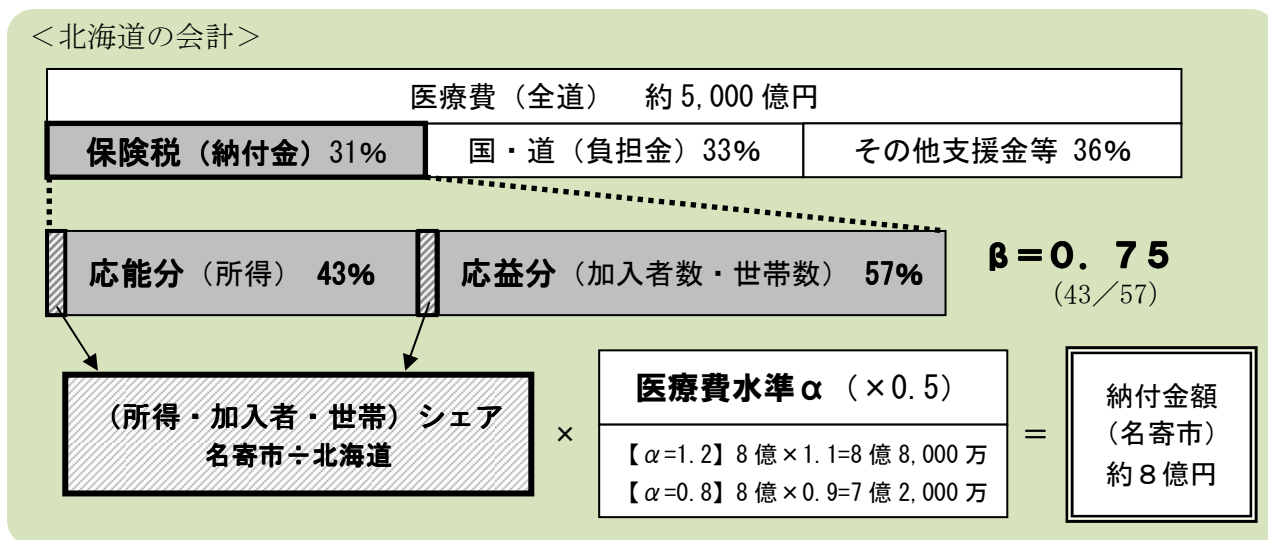 ＜北海道の会計＞
医療費（全道）　約5,000億円
保険税（納付金）31%
国・道（負担金）33%
その他支援金等 36%
応能分（所得）43%
応益分（加入者数・世帯数）57%
β＝0．75
（43／57）
（所得・加入者・世帯）シェア
名寄市÷北海道
×
医療費水準α（×0.5）
【α=1.2】8億×1.1=8億8,000万
【α=0.8】8億×0.9=7億2,000万
＝
納付金額
（名寄市）
約８億円